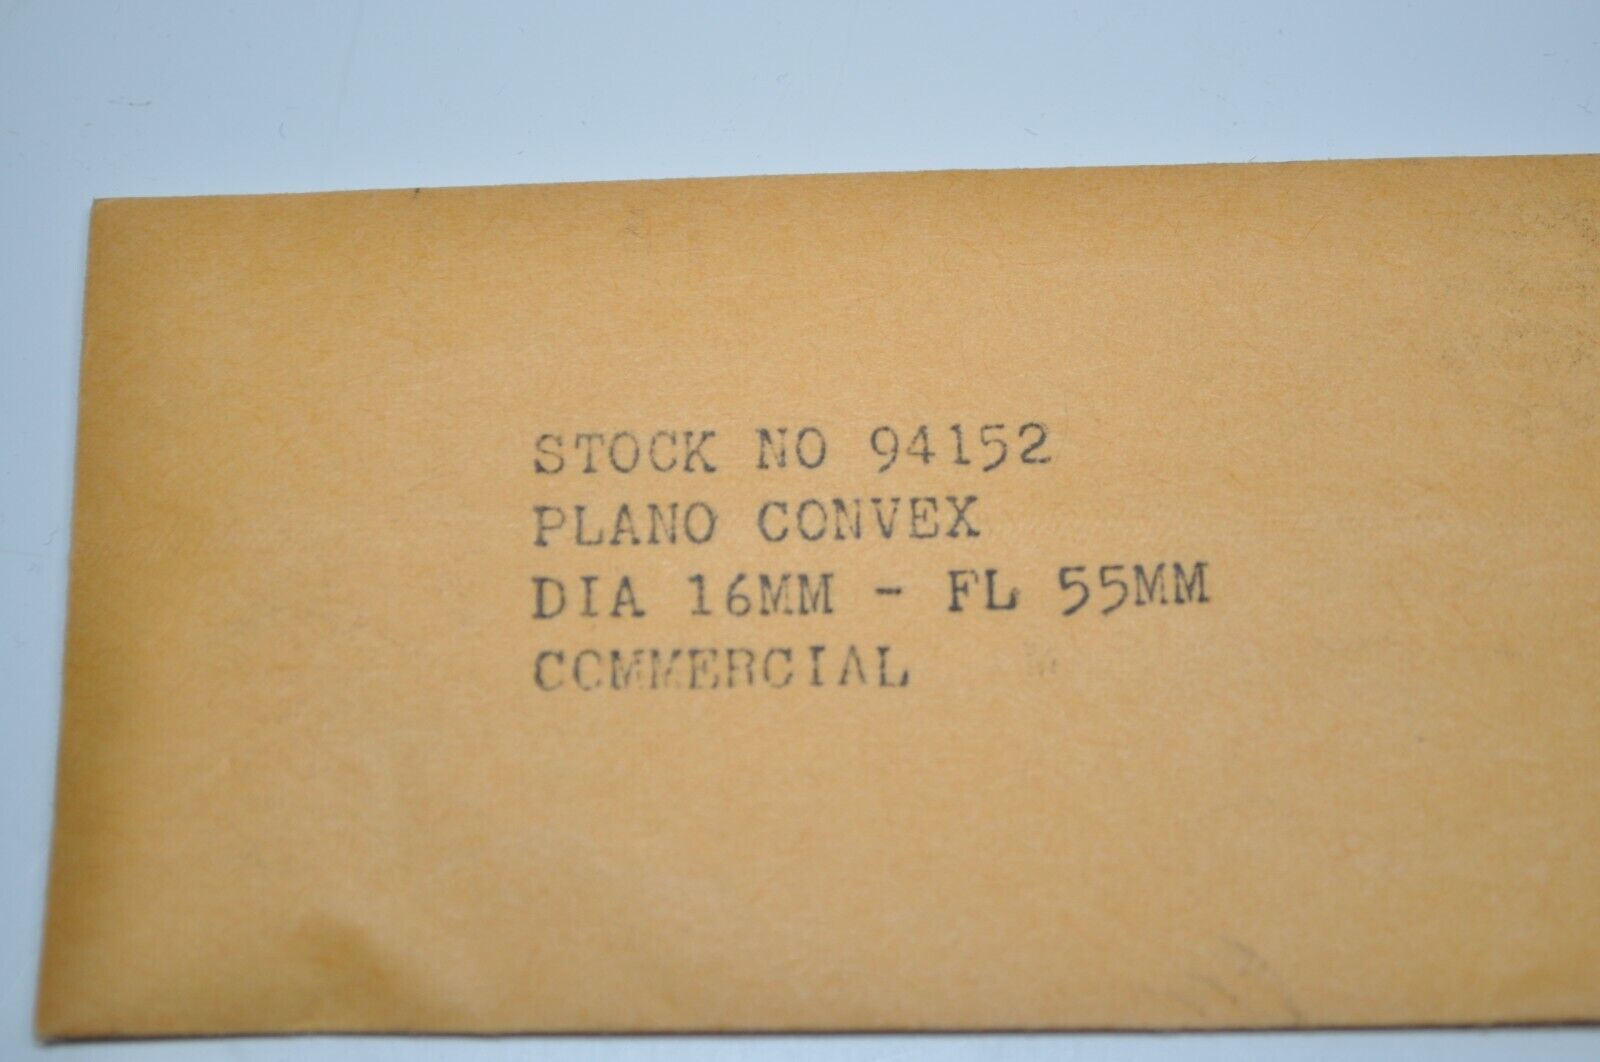 STOCK NO 94152
PLANO CONVEX
DIA 16MM - FL 55MM
COMMERCIAL